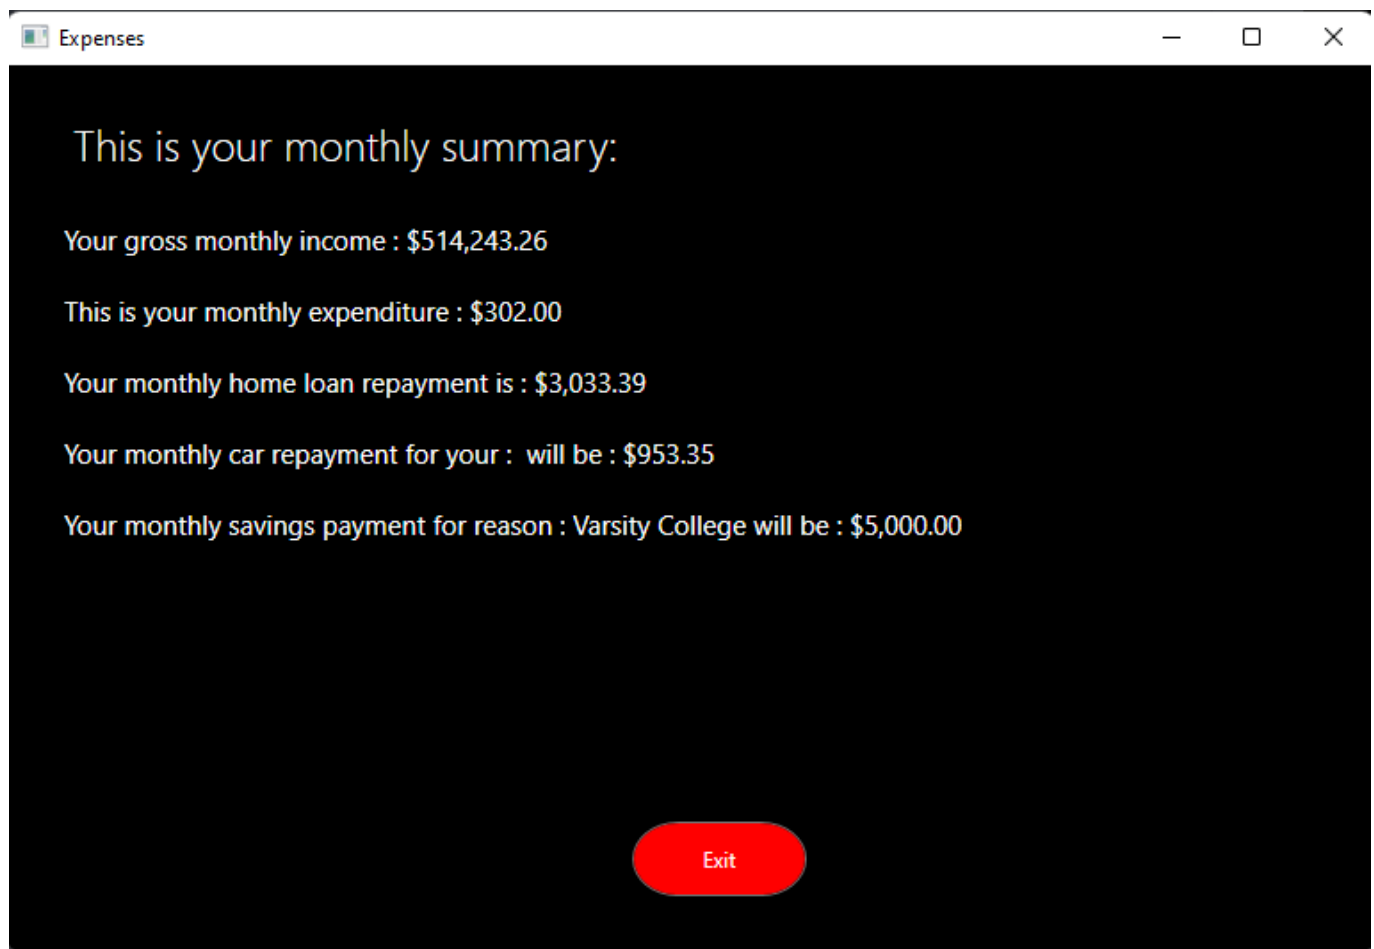 Expenses
This is your monthly summary:
Your gross monthly income : $514,243.26
This is your monthly expenditure : $302.00
Your monthly home loan repayment is : $3,033.39
Your monthly car repayment for your :  will be : $953.35
Your monthly savings payment for reason : Varsity College will be : $5,000.00
Exit